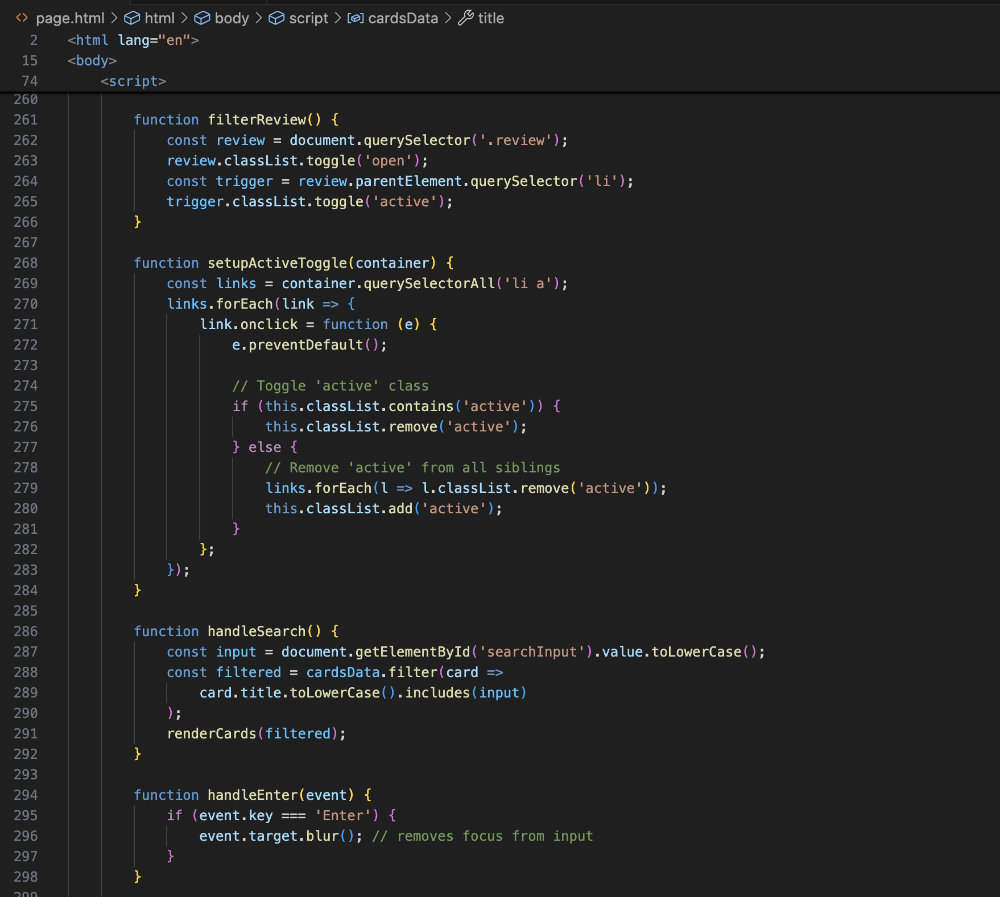 page.html > html > body > script > cardsData > title
2 <html lang="en">
15 <body>
74 <script>
260
261 function filterReview() {
262 const review = document.querySelector('.review');
263 review.classList.toggle('open');
264 const trigger = review.parentElement.querySelector('li');
265 trigger.classList.toggle('active');
266 }
267
268 function setupActiveToggle(container) {
269 const links = container.querySelectorAll('li a');
270 links.forEach(link => {
271 link.onclick = function (e) {
272 e.preventDefault();
273
274 // Toggle 'active' class
275 if (this.classList.contains('active')) {
276 this.classList.remove('active');
277 } else {
278 // Remove 'active' from all siblings
279 links.forEach(l => l.classList.remove('active'));
280 this.classList.add('active');
281 }
282 };
283 });
284 }
285
286 function handleSearch() {
287 const input = document.getElementById('searchInput').value.toLowerCase();
288 const filtered = cardsData.filter(card =>
289 card.title.toLowerCase().includes(input)
290 );
291 renderCards(filtered);
292 }
293
294 function handleEnter(event) {
295 if (event.key === 'Enter') {
296 event.target.blur(); // removes focus from input
297 }
298 }
299